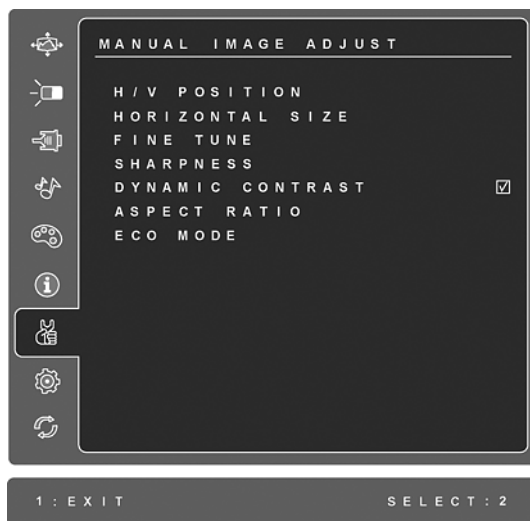 MANUAL IMAGE ADJUST
H/V POSITION
HORIZONTAL SIZE
FINE TUNE
SHARPNESS
DYNAMIC CONTRAST
ASPECT RATIO
ECO MODE
1:EXIT SELECT:2